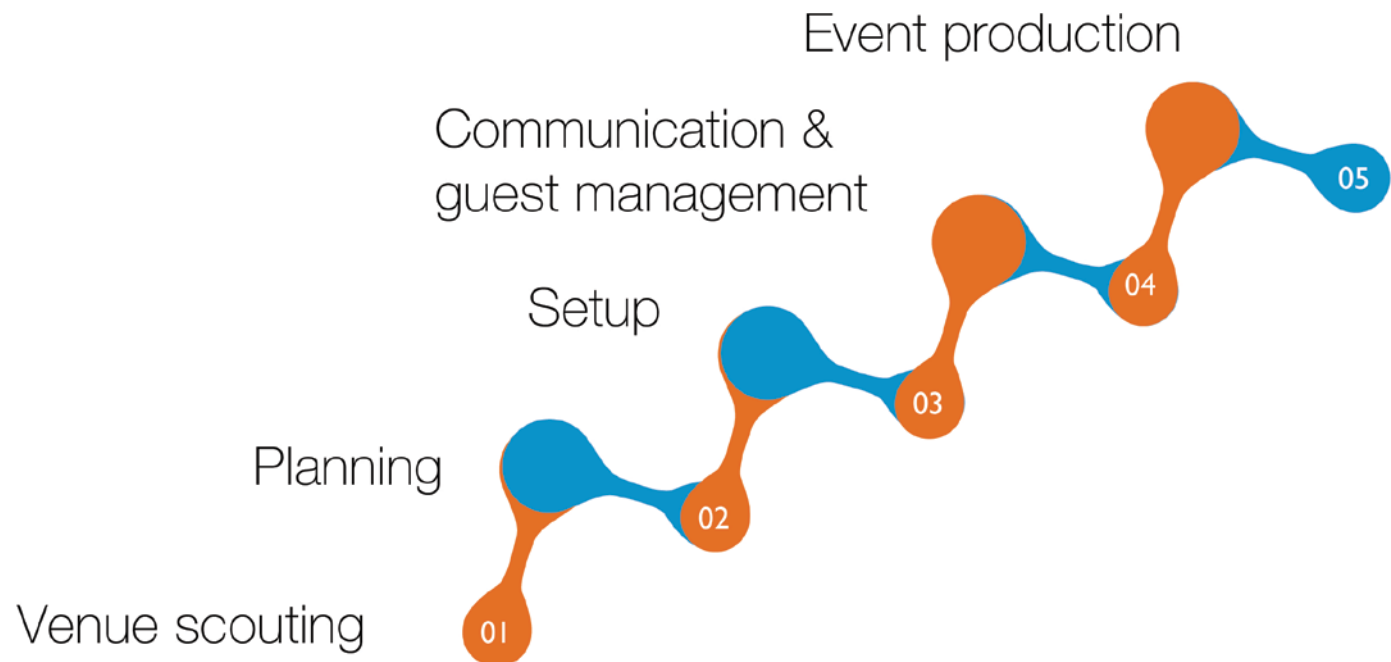 Event production
Communication &
guest management
05
04
Setup
03
Planning
02
Venue scouting
01